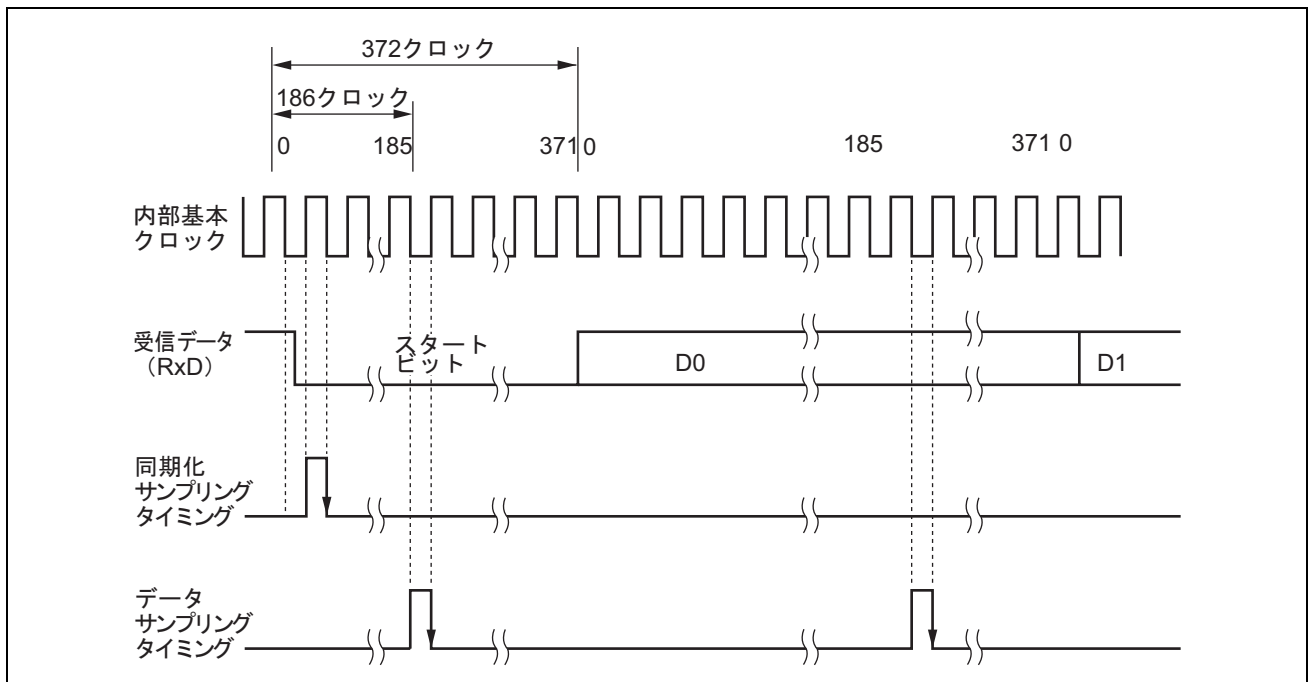 372クロック
186クロック
0 185 371 0 185 371 0
内部基本
クロック
受信データ
（RxD）
スタート
ビット
D0
D1
同期化
サンプリング
タイミング
データ
サンプリング
タイミング